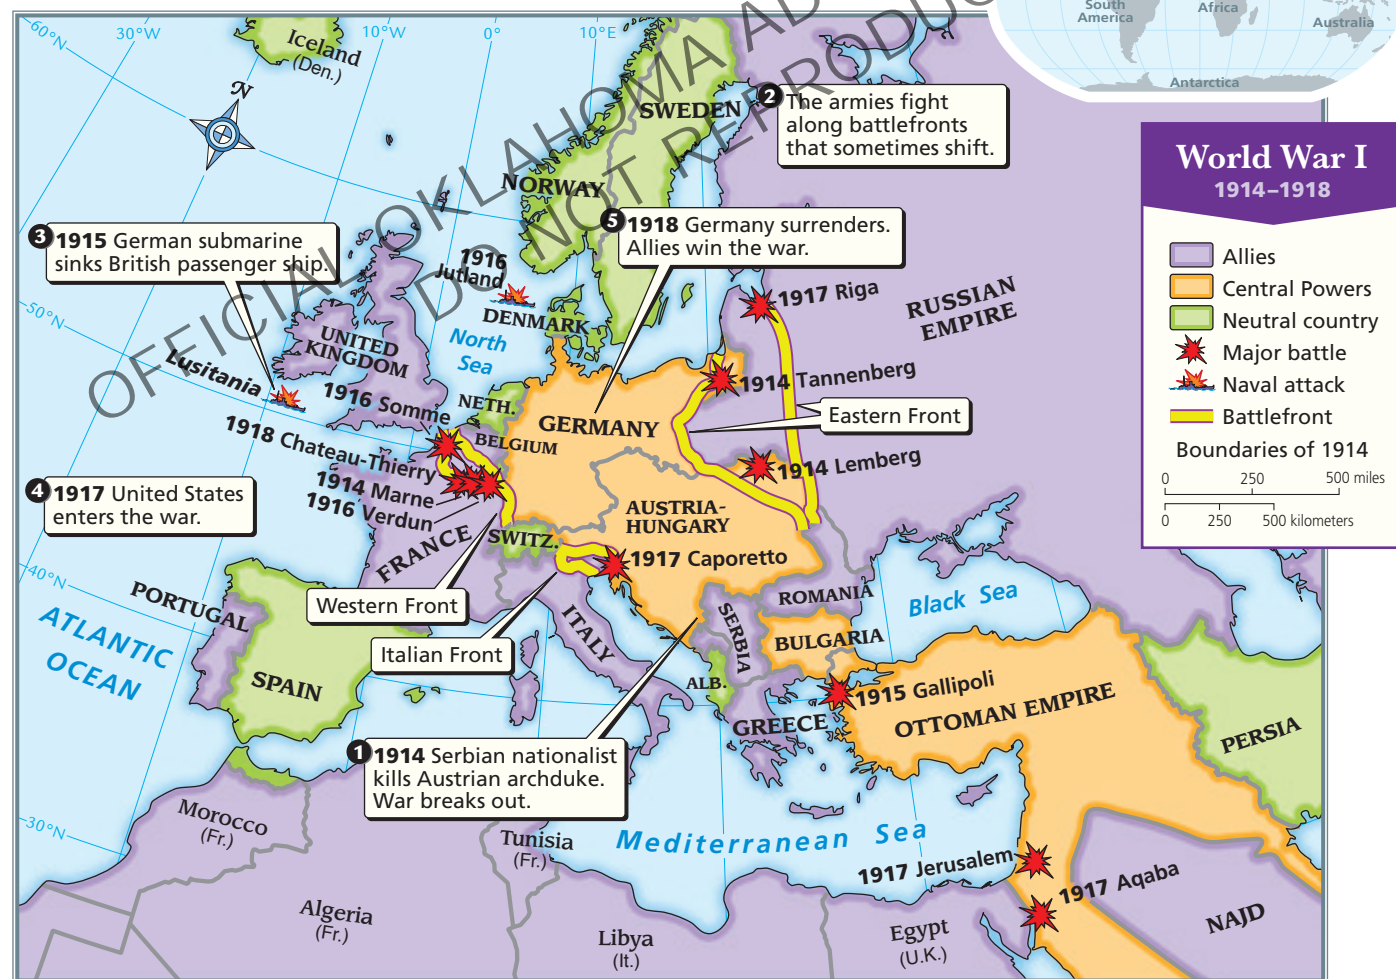 South
America
Africa
Australia
Antarctica
60°N
30°W
10°W
0°
10°E
50°N
40°N
30°N
N
OFFICIAL OKLAHOMA AD
DO NOT REPRODUC
World War I
1914–1918
Allies
Central Powers
Neutral country
Major battle
Naval attack
Battlefront
Boundaries of 1914
0 250 500 miles
0 250 500 kilometers
Iceland
(Den.)
SWEDEN
NORWAY
2 The armies fight
along battlefronts
that sometimes shift.
3 1915 German submarine
sinks British passenger ship.
5 1918 Germany surrenders.
Allies win the war.
1916
Jutland
DENMARK
North
Sea
1917 Riga
RUSSIAN
EMPIRE
UNITED
KINGDOM
Lusitania
NETH.
1914 Tannenberg
1916 Somme
BELGIUM
GERMANY
Eastern Front
1918 Chateau-Thierry
1914 Marne
1916 Verdun
1914 Lemberg
4 1917 United States
enters the war.
AUSTRIA-
HUNGARY
FRANCE
SWITZ.
1917 Caporetto
Western Front
Italian Front
ITALY
SERBIA
ROMANIA
Black Sea
BULGARIA
PORTUGAL
SPAIN
ATLANTIC
OCEAN
ALB.
GREECE
1915 Gallipoli
OTTOMAN EMPIRE
PERSIA
1 1914 Serbian nationalist
kills Austrian archduke.
War breaks out.
Morocco
(Fr.)
Tunisia
(Fr.)
Mediterranean Sea
1917 Jerusalem
1917 Aqaba
Algeria
(Fr.)
Libya
(It.)
Egypt
(U.K.)
NAJD